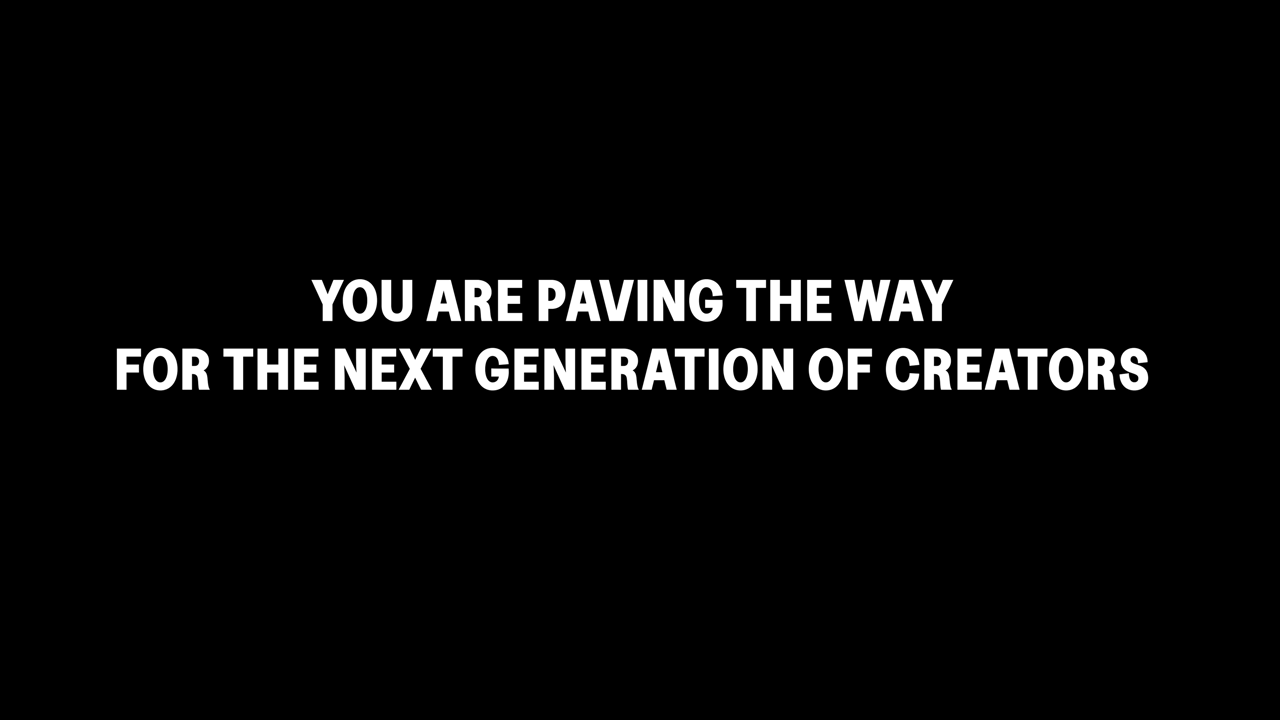 YOU ARE PAVING THE WAY
FOR THE NEXT GENERATION OF CREATORS